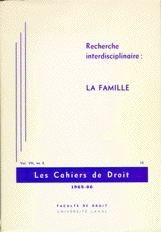 Recherche
interdisciplinaire :
LA FAMILLE
Vol. VII, no 2
Les Cahiers de Droit
1965-66
FACULTÉ DE DROIT
UNIVERSITÉ LAVAL